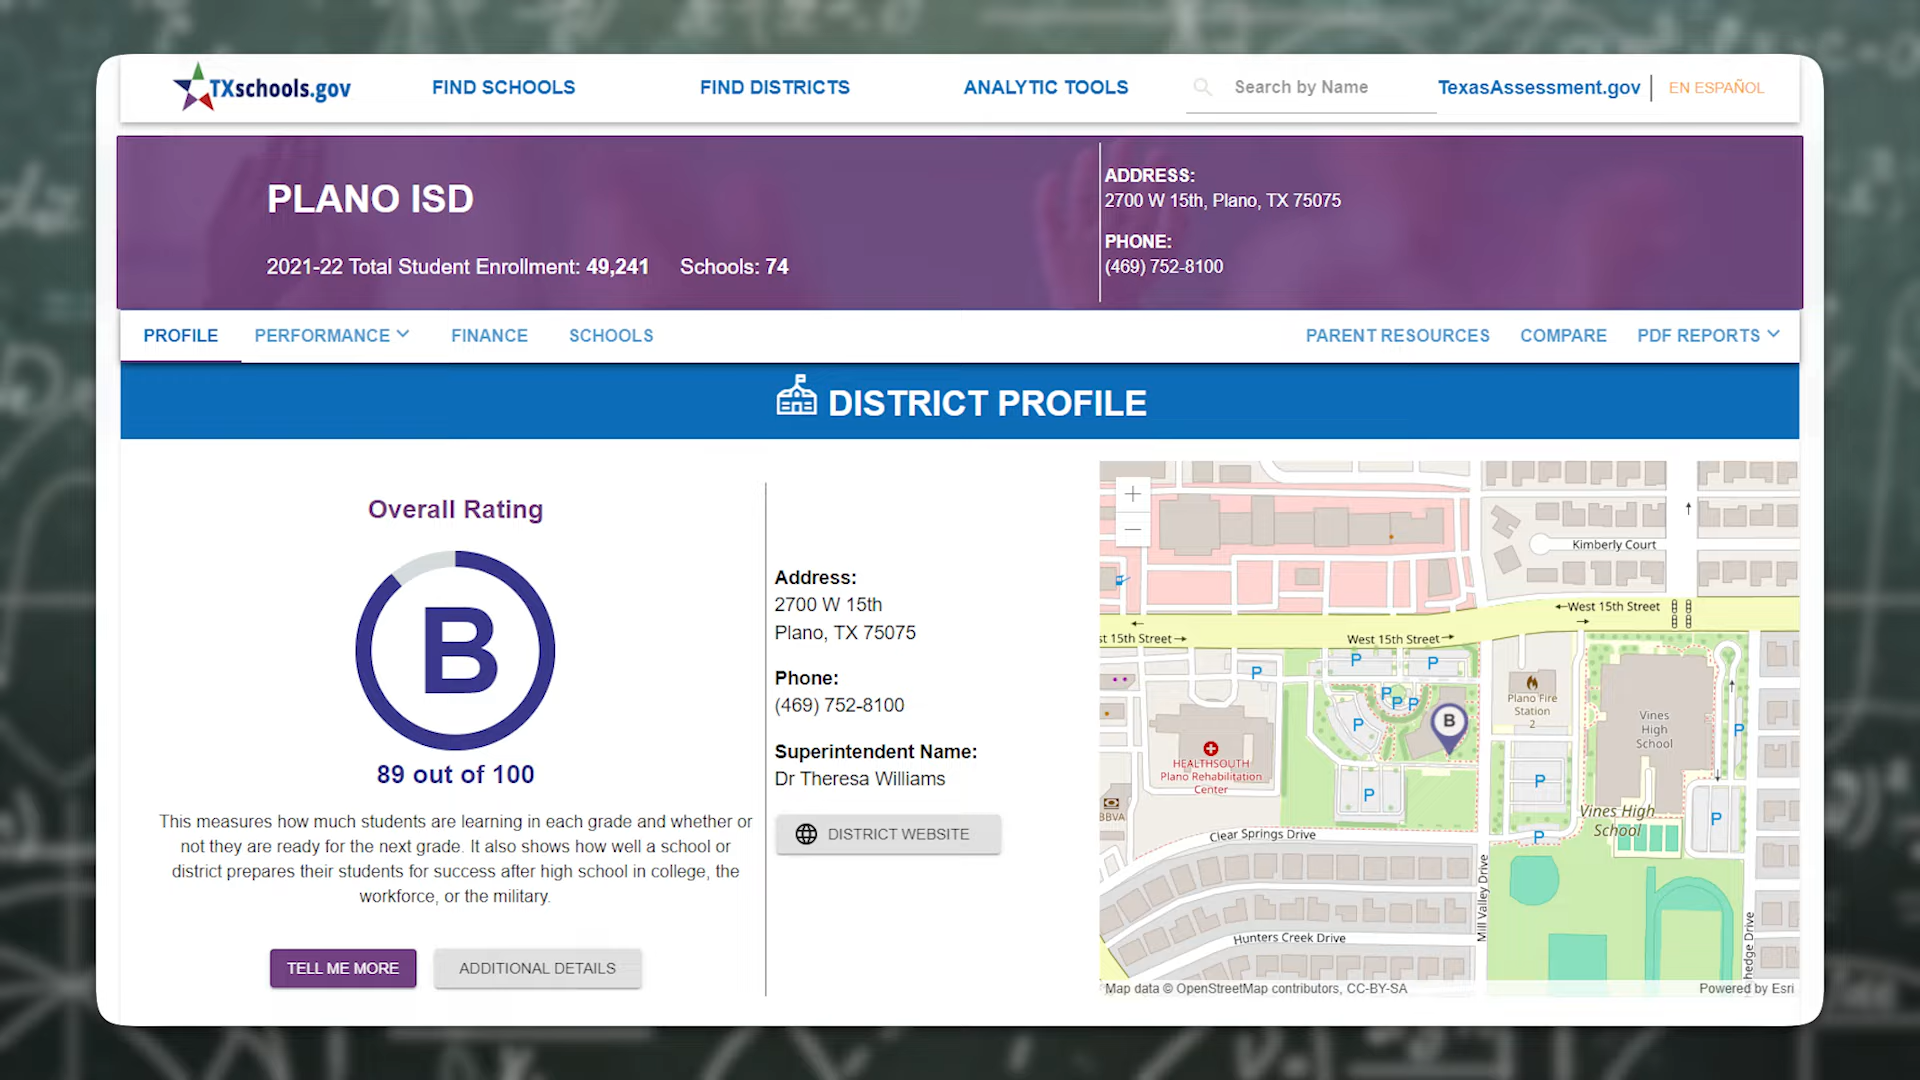 TXschools.gov
FIND SCHOOLS
FIND DISTRICTS
ANALYTIC TOOLS
Search by Name
TexasAssessment.gov
EN ESPAÑOL
PLANO ISD
2021-22 Total Student Enrollment: 49,241 Schools: 74
ADDRESS:
2700 W 15th, Plano, TX 75075
PHONE:
(469) 752-8100
PROFILE
PERFORMANCE
FINANCE
SCHOOLS
PARENT RESOURCES
COMPARE
PDF REPORTS
DISTRICT PROFILE
Overall Rating
B
89 out of 100
This measures how much students are learning in each grade and whether or
not they are ready for the next grade. It also shows how well a school or
district prepares their students for success after high school in college, the
workforce, or the military.
TELL ME MORE
ADDITIONAL DETAILS
Address:
2700 W 15th
Plano, TX 75075
Phone:
(469) 752-8100
Superintendent Name:
Dr Theresa Williams
DISTRICT WEBSITE
+
−
Kimberly Court
←West 15th Street
st 15th Street→
West 15th Street→
P
P
P
P
P
P
P
P
P
P
P
P
B
Plano Fire
Station
2
Vines
High
School
HEALTHSOUTH
Plano Rehabilitation
Center
BBVA
Vines High
School
Clear Springs Drive
Mill Valley Drive
Hunters Creek Drive
hedge Drive
Map data © OpenStreetMap contributors, CC-BY-SA
Powered by Esri